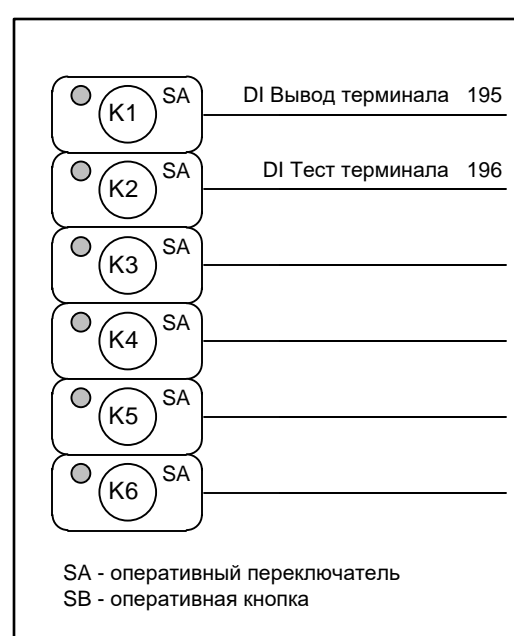 SA DI Вывод терминала 195
K1
SA DI Тест терминала 196
K2
SA
K3
SA
K4
SA
K5
SA
K6
SA - оперативный переключатель
SB - оперативная кнопка